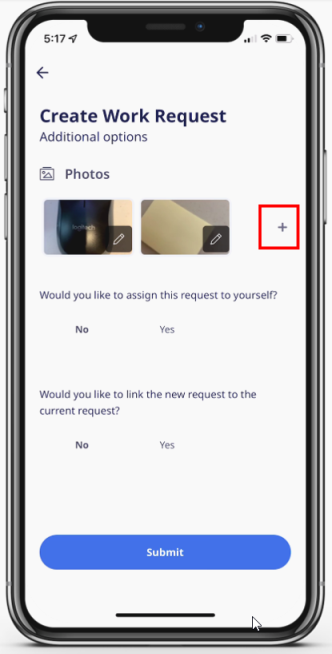 5:17
Create Work Request
Additional options
Photos
+
Would you like to assign this request to yourself?
No Yes
Would you like to link the new request to the
current request?
No Yes
Submit